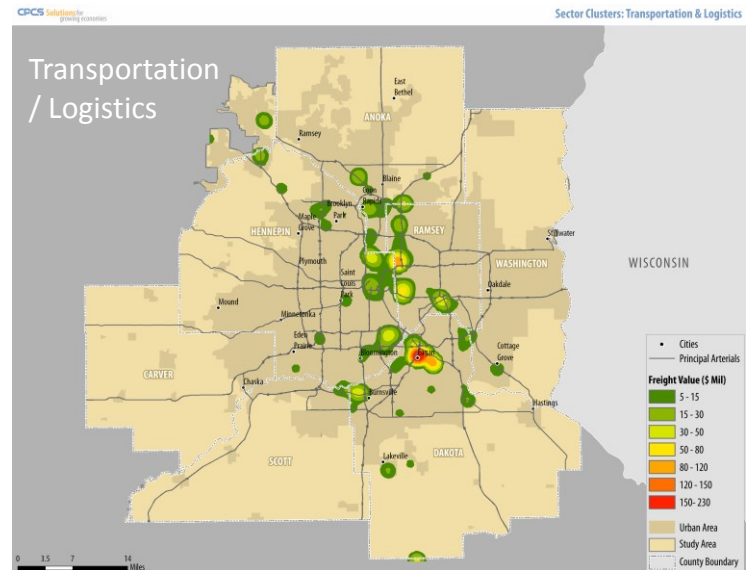 CPCS Solutions for
growing economies
Sector Clusters: Transportation & Logistics
Transportation
/ Logistics
East
Bethel
ANOKA
Ramsey
Blaine
Coon
Rapids
Brooklyn
Park
Maple
Grove
HENNEPIN
RAMSEY
Stillwater
WASHINGTON
WISCONSIN
Plymouth
Saint
Louis
Park
Oakdale
Mound
Minnetonka
Eden
Prairie
Bloomington
Eagan
Cottage
Grove
CARVER
Chaska
Burnsville
Hastings
SCOTT
DAKOTA
Lakeville
Cities
Principal Arterials
Freight Value ($ Mil)
5 - 15
15 - 30
30 - 50
50 - 80
80 - 120
120 - 150
150- 230
Urban Area
Study Area
County Boundary
0 3.5 7 14
Miles